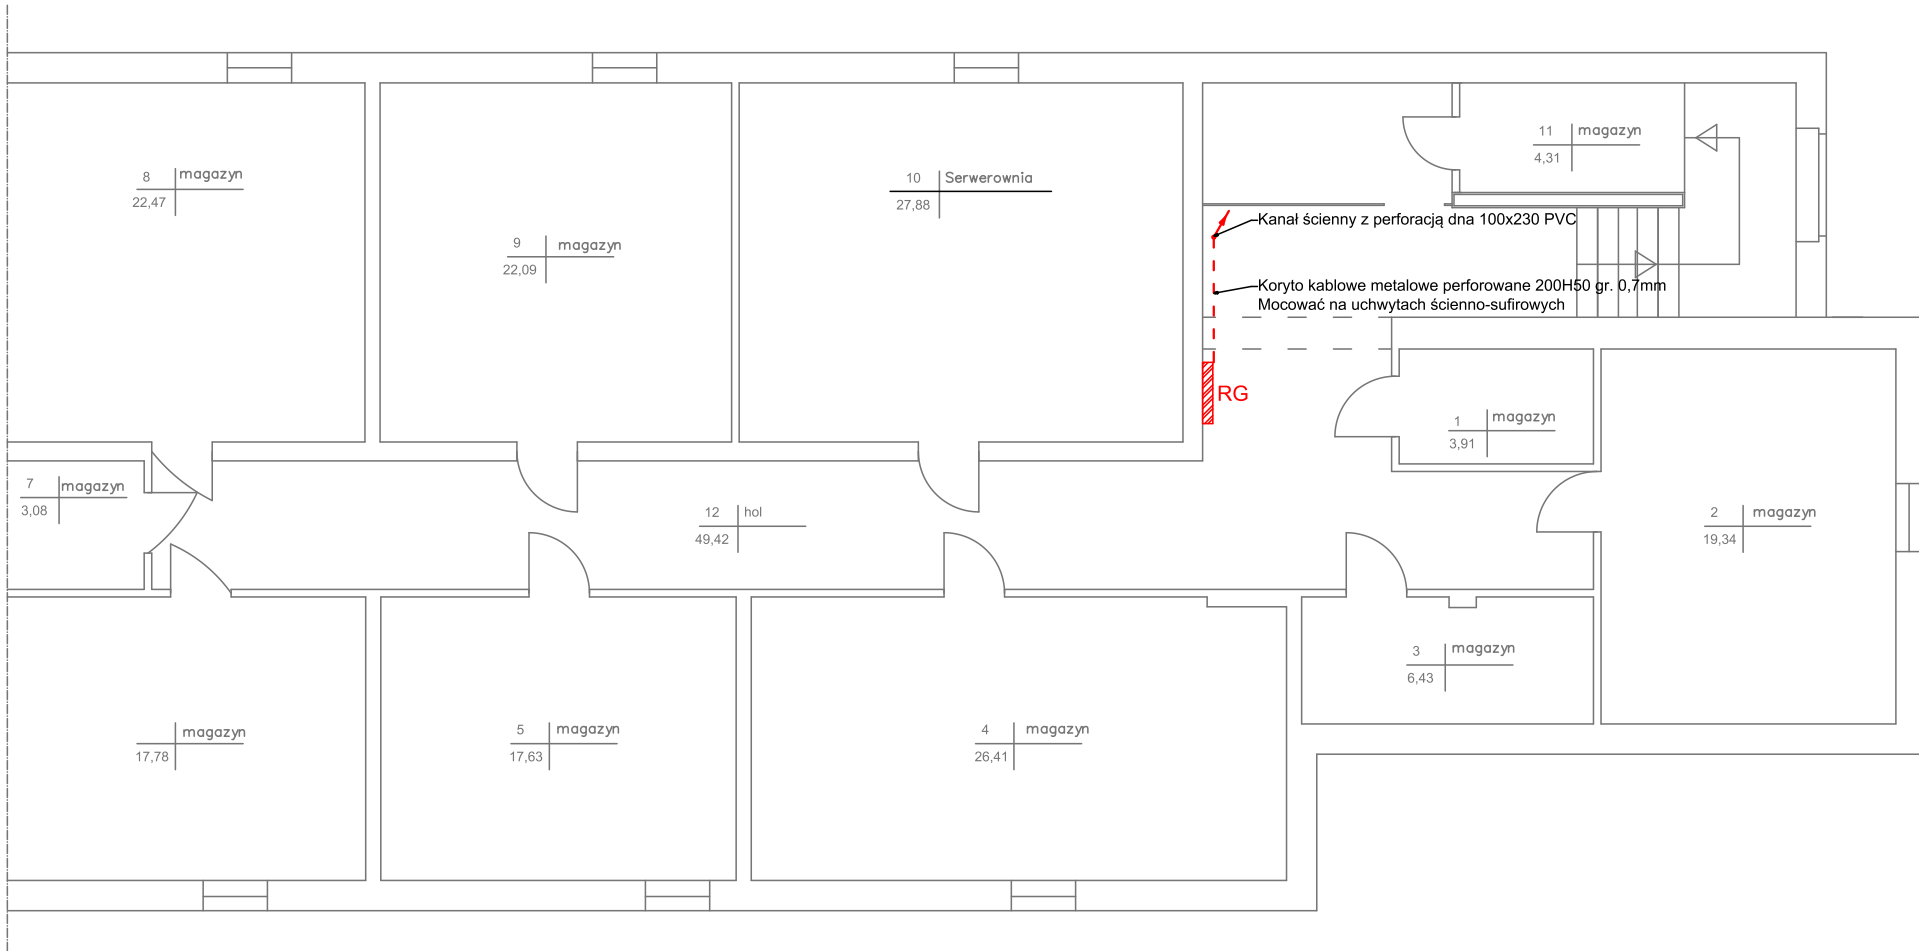 8 magazyn
22,47
9 magazyn
22,09
10 Serwerownia
27,88
11 magazyn
4,31
Kanał ścienny z perforacją dna 100x230 PVC
Koryto kablowe metalowe perforowane 200H50 gr. 0,7mm
Mocować na uchwytach ścienno-sufirowych
RG
1 magazyn
3,91
7 magazyn
3,08
12 hol
49,42
2 magazyn
19,34
3 magazyn
6,43
magazyn
17,78
5 magazyn
17,63
4 magazyn
26,41